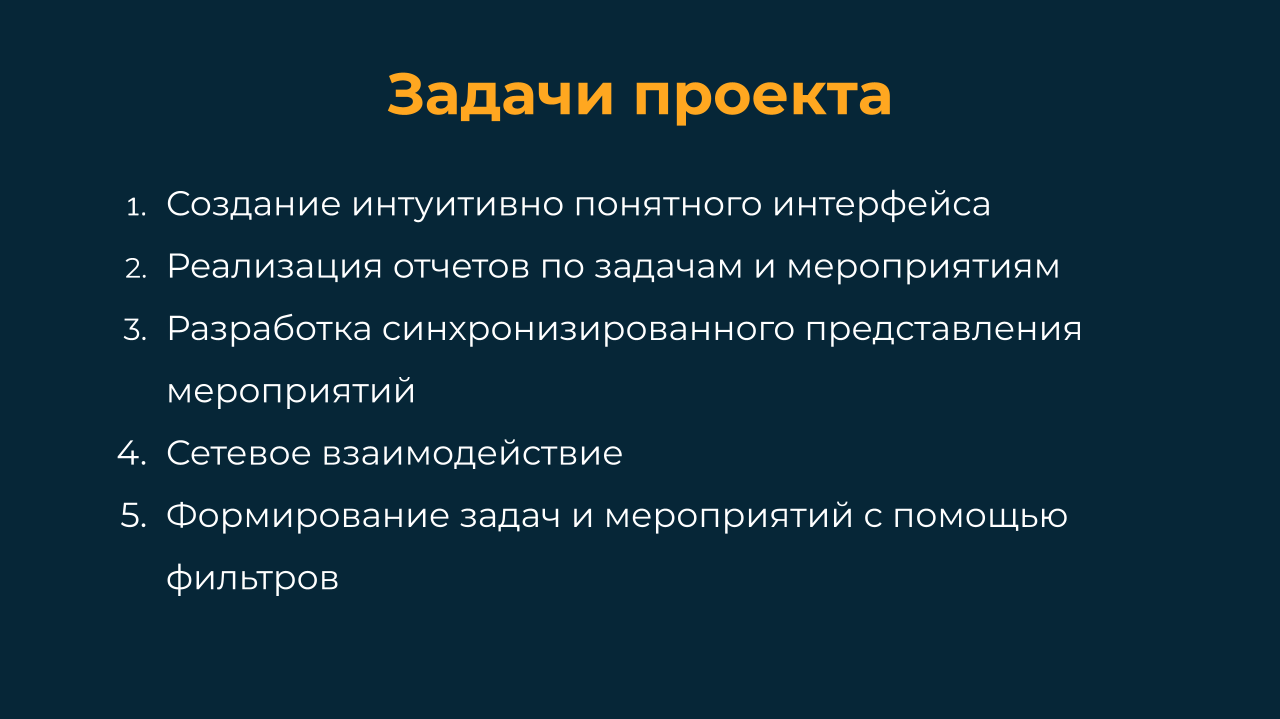 Задачи проекта
1. Создание интуитивно понятного интерфейса
2. Реализация отчетов по задачам и мероприятиям
3. Разработка синхронизированного представления
мероприятий
4. Сетевое взаимодействие
5. Формирование задач и мероприятий с помощью
фильтров